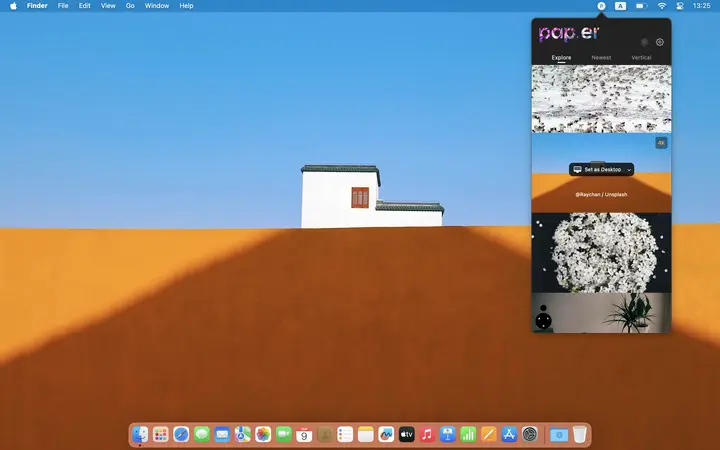 Finder File Edit View Go Window Help
A
13:25
pap.er
Explore Newest Vertical
4K
Set as Desktop
@Raychan / Unsplash
9
tv